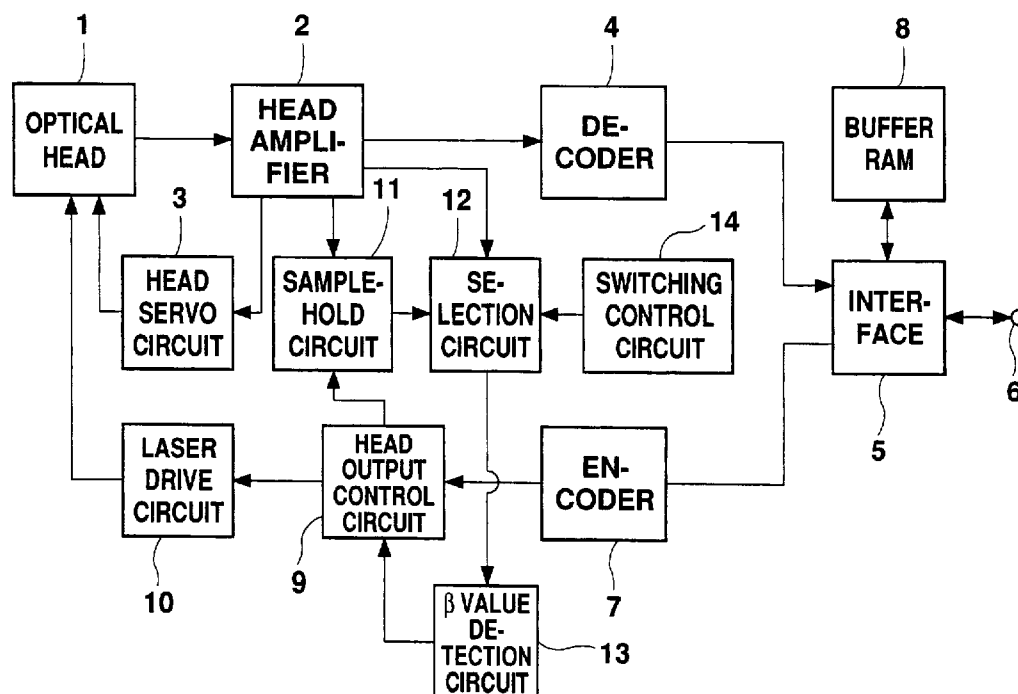 1
2
4
8
OPTICAL
HEAD
HEAD
AMPLI-
FIER
DE-
CODER
BUFFER
RAM
3
11
12
14
HEAD
SERVO
CIRCUIT
SAMPLE-
HOLD
CIRCUIT
SE-
LECTION
CIRCUIT
SWITCHING
CONTROL
CIRCUIT
INTER-
FACE
6
5
LASER
DRIVE
CIRCUIT
HEAD
OUTPUT
CONTROL
CIRCUIT
EN-
CODER
10
9
7
β VALUE
DE-
TECTION
CIRCUIT
13